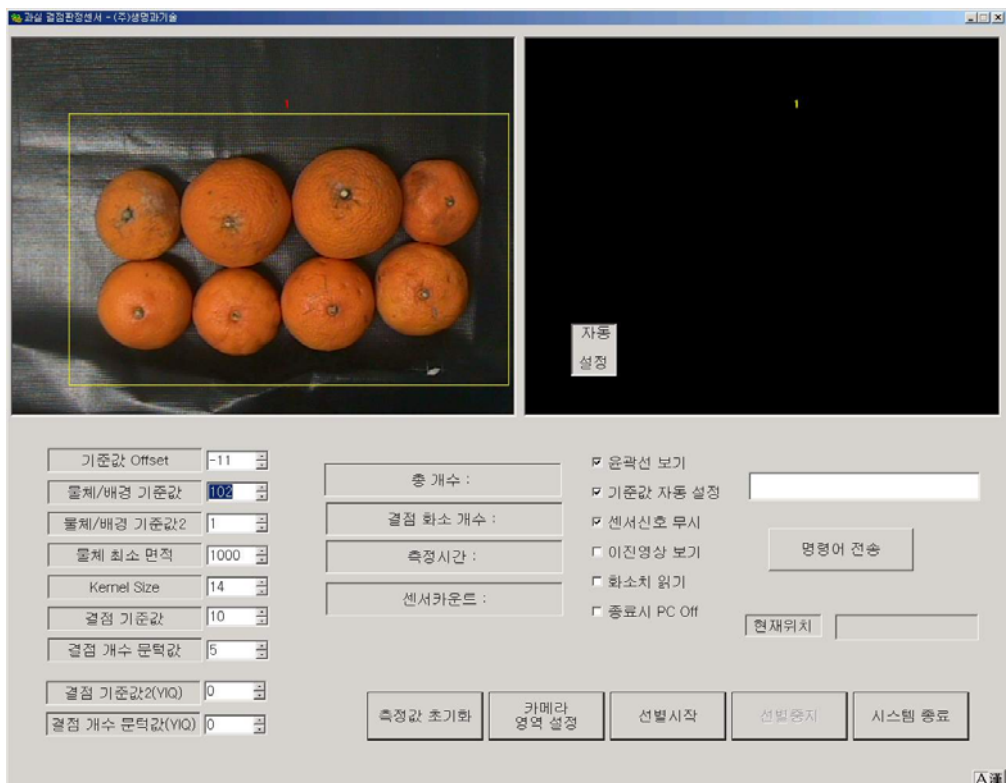 과실 결점판정센서 - (주)생명과기술
1
1
자동
설정
기준값 Offset
-11
물체/배경 기준값
102
물체/배경 기준값2
1
물체 최소 면적
1000
Kernel Size
14
결점 기준값
10
결점 개수 문턱값
5
결점 기준값2(YIQ)
0
결점 개수 문턱값(YIQ)
0
총 개수 :
결점 화소 개수 :
측정시간 :
센서카운트 :
윤곽선 보기
기준값 자동 설정
센서신호 무시
이진영상 보기
화소치 읽기
종료시 PC Off
명령어 전송
현재위치
측정값 초기화
카메라
영역 설정
선별시작
선별중지
시스템 종료
A漢